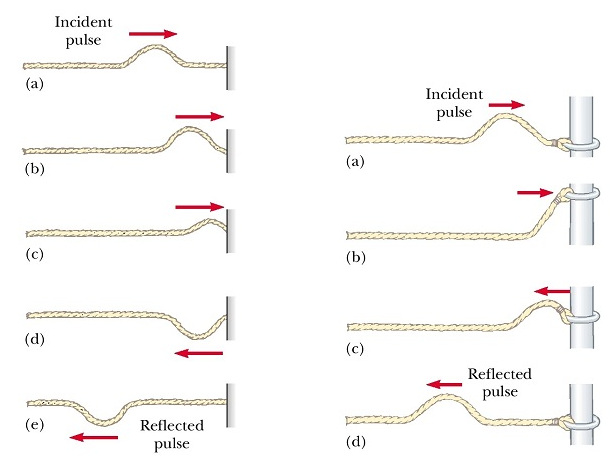 Incident
pulse
(a)
(b)
(c)
(d)
(e)
Reflected
pulse
Incident
pulse
(a)
(b)
(c)
Reflected
pulse
(d)